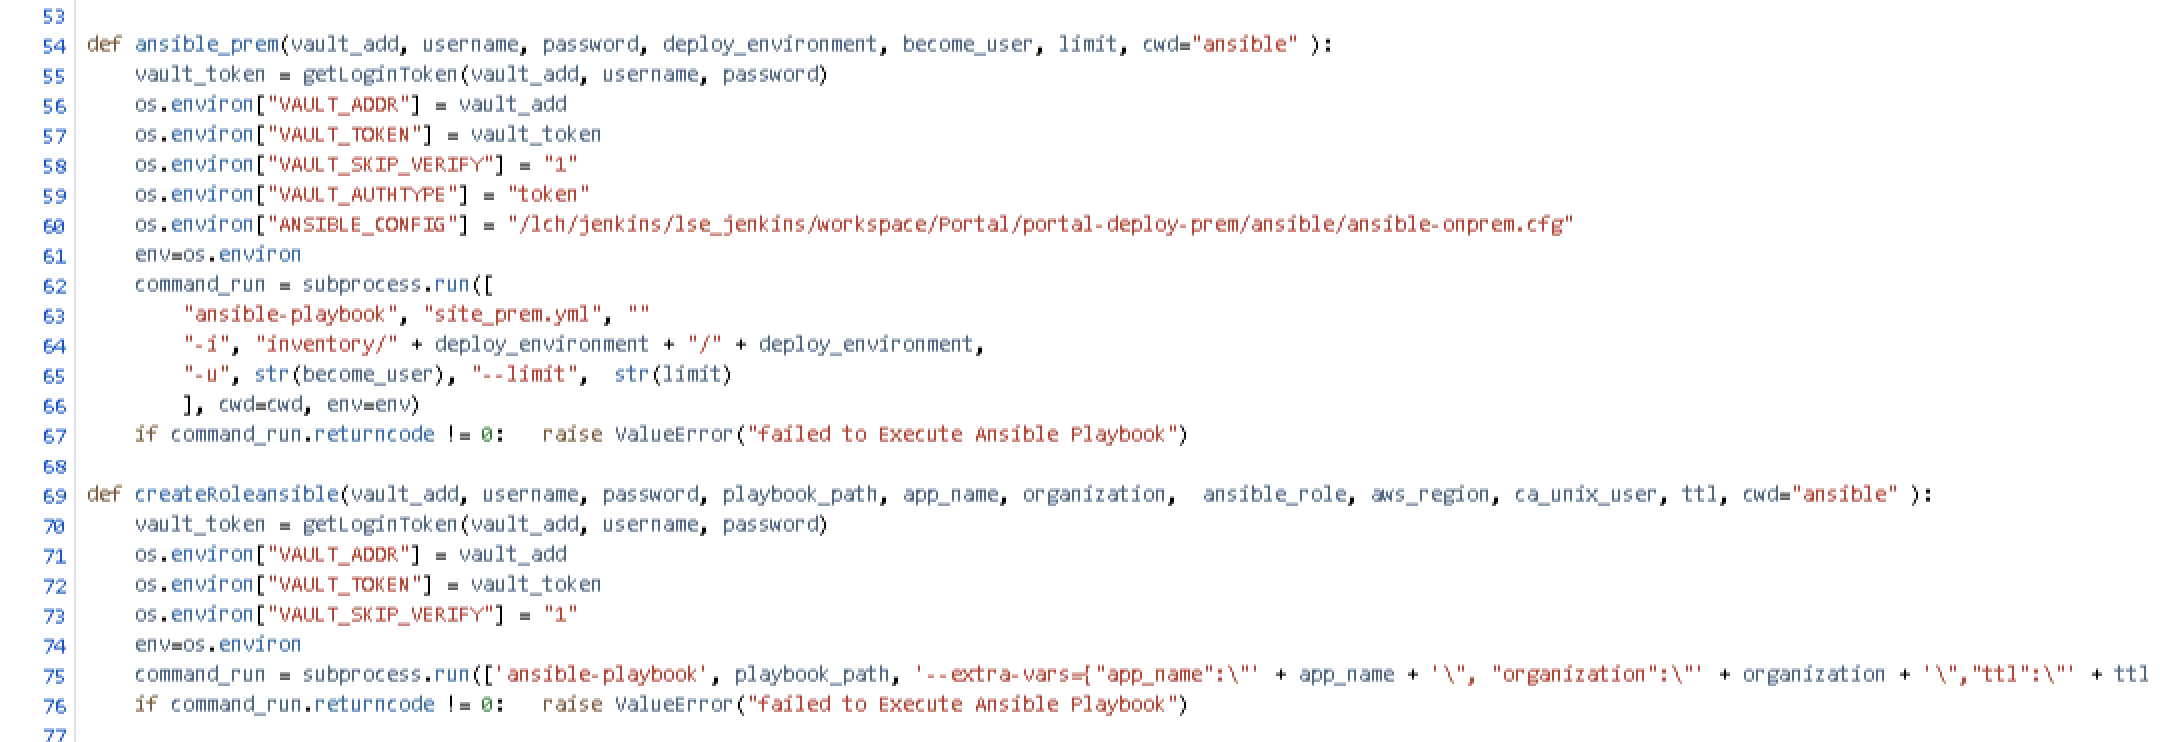 53
54 def ansible_prem(vault_add, username, password, deploy_environment, become_user, limit, cwd="ansible" ):
55     vault_token = getLoginToken(vault_add, username, password)
56     os.environ["VAULT_ADDR"] = vault_add
57     os.environ["VAULT_TOKEN"] = vault_token
58     os.environ["VAULT_SKIP_VERIFY"] = "1"
59     os.environ["VAULT_AUTHTYPE"] = "token"
60     os.environ["ANSIBLE_CONFIG"] = "/lch/jenkins/lse_jenkins/workspace/Portal/portal-deploy-prem/ansible/ansible-onprem.cfg"
61     env=os.environ
62     command_run = subprocess.run([
63         "ansible-playbook", "site_prem.yml", ""
64         "-i", "inventory/" + deploy_environment + "/" + deploy_environment,
65         "-u", str(become_user), "--limit",  str(limit)
66         ], cwd=cwd, env=env)
67     if command_run.returncode != 0:   raise ValueError("failed to Execute Ansible Playbook")
68
69 def createRoleansible(vault_add, username, password, playbook_path, app_name, organization,  ansible_role, aws_region, ca_unix_user, ttl, cwd="ansible" ):
70     vault_token = getLoginToken(vault_add, username, password)
71     os.environ["VAULT_ADDR"] = vault_add
72     os.environ["VAULT_TOKEN"] = vault_token
73     os.environ["VAULT_SKIP_VERIFY"] = "1"
74     env=os.environ
75     command_run = subprocess.run(['ansible-playbook', playbook_path, '--extra-vars={"app_name":\"' + app_name + '\", "organization":\"' + organization + '\","ttl":\"' + ttl
76     if command_run.returncode != 0:   raise ValueError("failed to Execute Ansible Playbook")
77